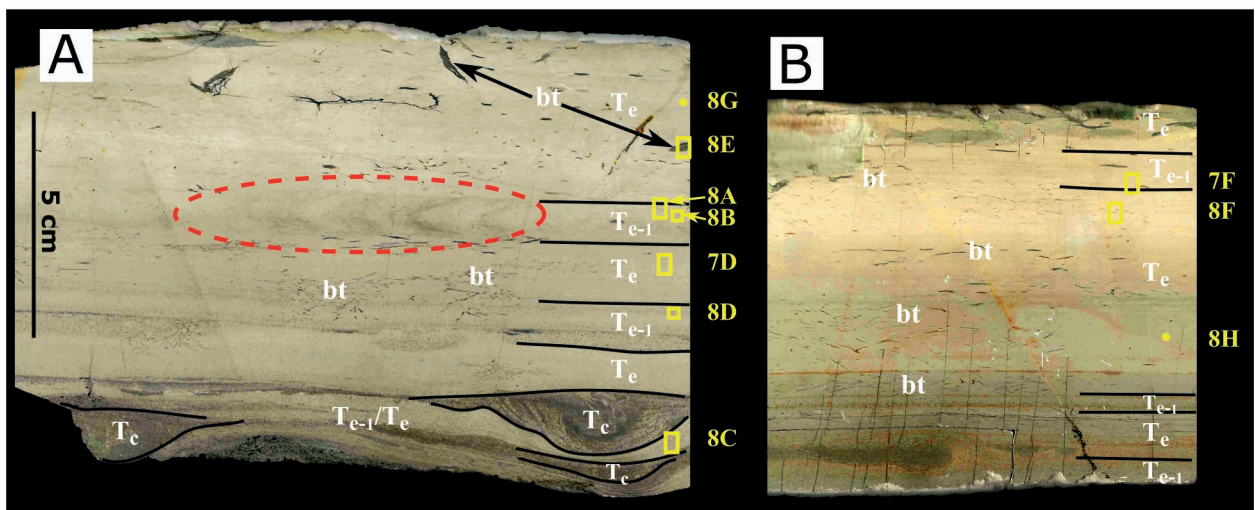 A
B
bt
Te
8G
8E
8A
Te-1
8B
Te
7D
bt
bt
Te-1
8D
Te
Te-1/Te
Tc
Tc
8C
Tc
5 cm
Te
Te-1
bt
7F
8F
bt
Te
bt
8H
bt
Te-1
Te
Te-1